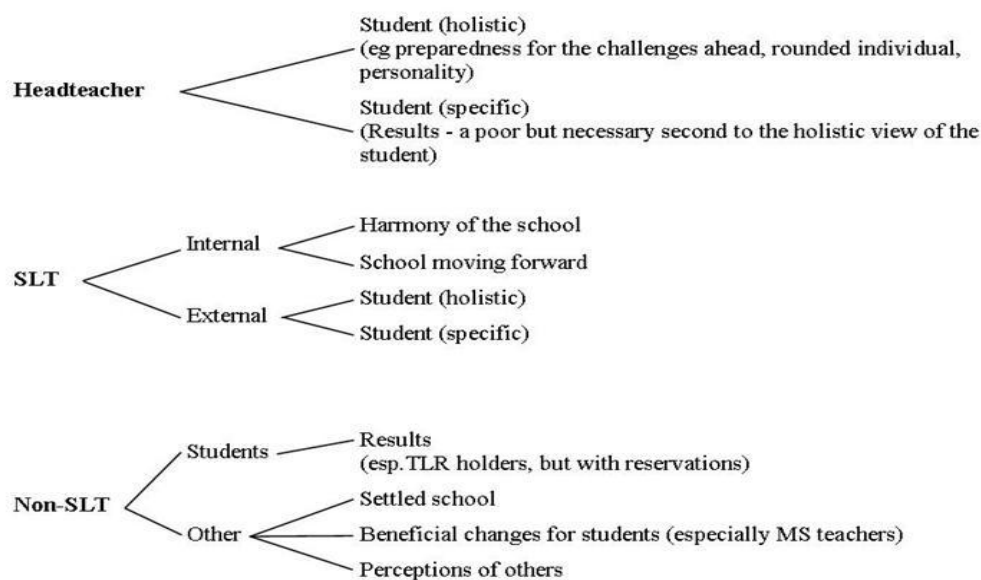 Student (holistic)
(eg preparedness for the challenges ahead, rounded individual,
personality)
Headteacher
Student (specific)
(Results - a poor but necessary second to the holistic view of the
student)
Harmony of the school
Internal
School moving forward
SLT
Student (holistic)
External
Student (specific)
Students
Results
(esp.TLR holders, but with reservations)
Non-SLT
Settled school
Other
Beneficial changes for students (especially MS teachers)
Perceptions of others